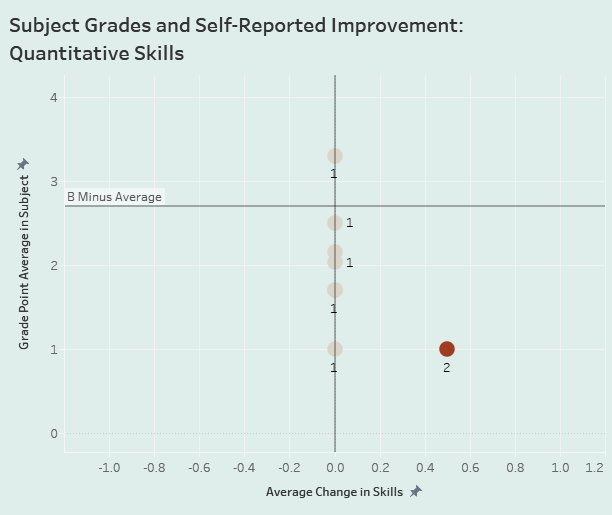 Subject Grades and Self-Reported Improvement:
Quantitative Skills
Grade Point Average in Subject
4
3
2
1
0
B Minus Average
1
1
1
1
1
2
-1.0 -0.8 -0.6 -0.4 -0.2 0.0 0.2 0.4 0.6 0.8 1.0 1.2
Average Change in Skills